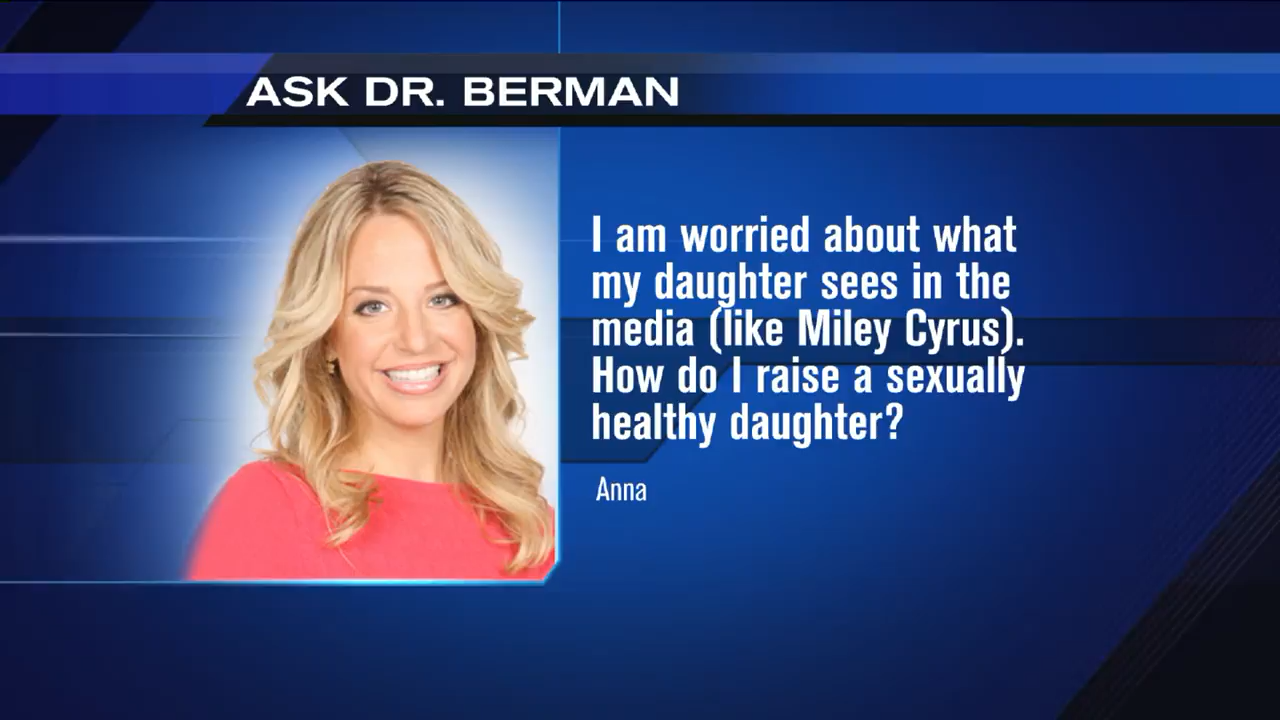 ASK DR. BERMAN
I am worried about what
my daughter sees in the
media (like Miley Cyrus).
How do I raise a sexually
healthy daughter?
Anna